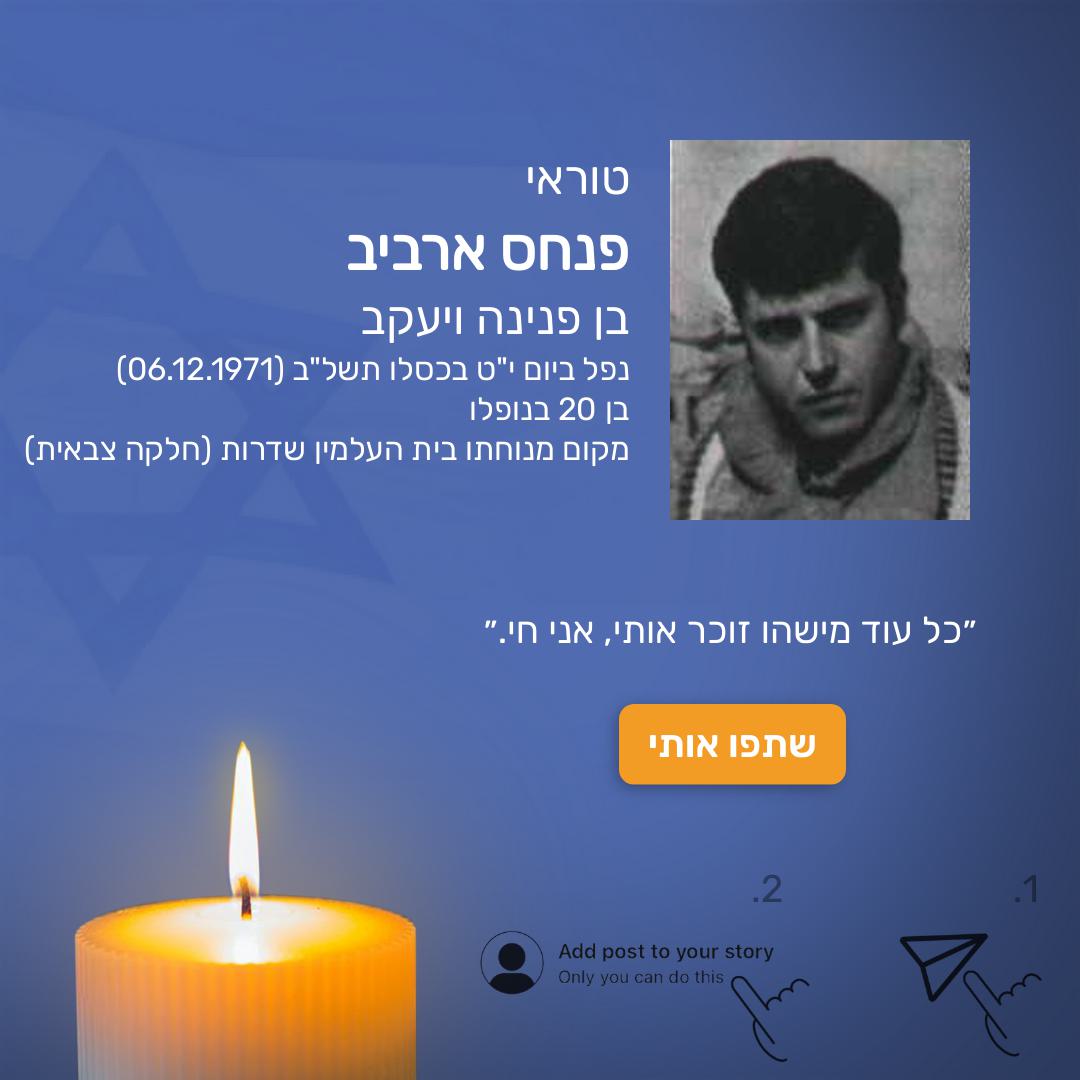 טוראי
פנחס ארביב
בן פנינה ויעקב
נפל ביום י"ט בכסלו תשל"ב (06.12.1971)
בן 20 בנופלו
מקום מנוחתו בית העלמין שדרות (חלקה צבאית)
״כל עוד מישהו זוכר אותי, אני חי.״
שתפו אותי
1.
2.
Add post to your story
Only you can do this